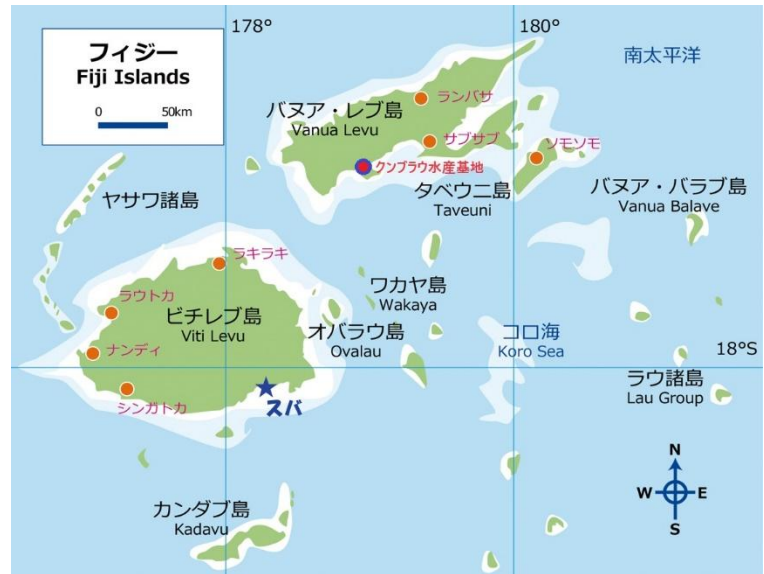 フィジー
Fiji Islands
0 50km
178°
180°
南太平洋
ランバサ
バヌア・レブ島
Vanua Levu
サブサブ
ソモソモ
クンブラウ水産基地
タベウニ島
Taveuni
バヌア・バラブ島
Vanua Balave
ヤサワ諸島
ラキラキ
ワカヤ島
Wakaya
ラウトカ
ビチレブ島
Viti Levu
オバラウ島
Ovalau
コロ海
Koro Sea
18°S
ナンディ
ラウ諸島
Lau Group
シンガトカ
スバ
カンダブ島
Kadavu
N
W E
S